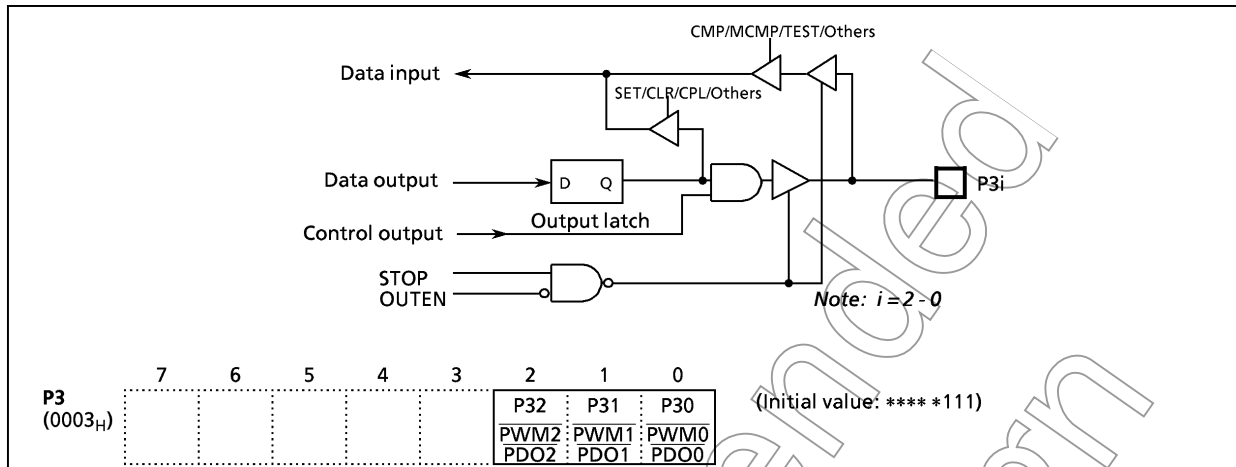 CMP/MCMP/TEST/Others
Data input
SET/CLR/CPL/Others
Data output
D Q
P3i
Output latch
Control output
STOP
OUTEN
Note: i = 2 - 0
7 6 5 4 3 2 1 0
P3
(0003H)
P32 P31 P30
(Initial value: **** *111)
PWM2 PWM1 PWM0
PDO2 PDO1 PDO0